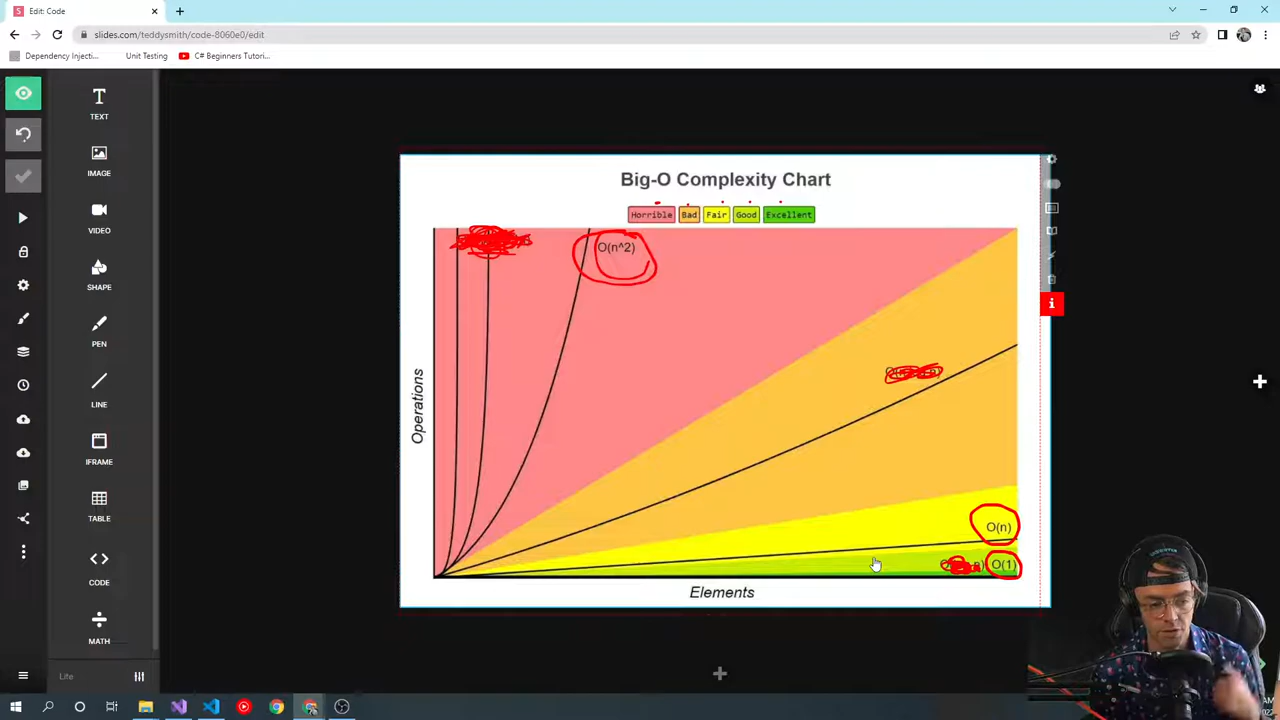 Edit: Code
slides.com/teddysmith/code-8060e0/edit
Dependency Injecti... Unit Testing C# Beginners Tutori...
TEXT
IMAGE
VIDEO
SHAPE
PEN
LINE
IFRAME
TABLE
CODE
MATH
Lite
Big-O Complexity Chart
Horrible Bad Fair Good Excellent
O(n^2)
O(n)
O(1)
Operations
Elements